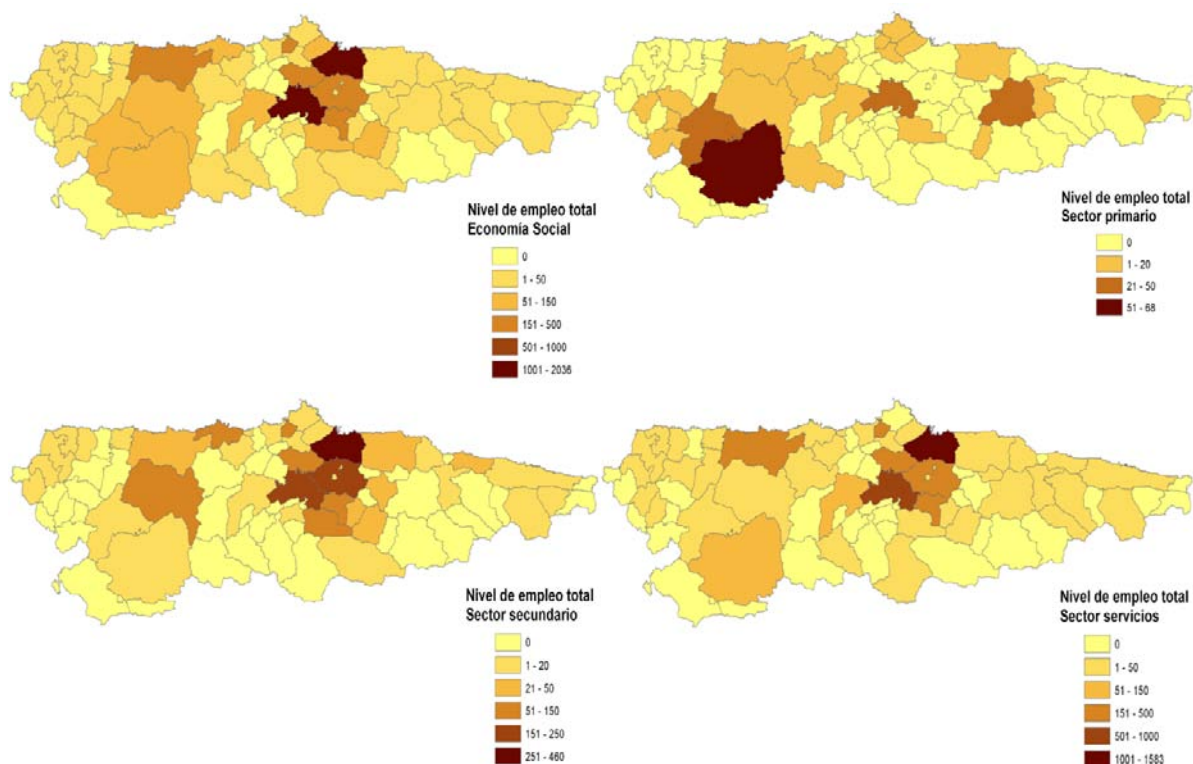 Nivel de empleo total
Economía Social
0
1 - 50
51 - 150
151 - 500
501 - 1000
1001 - 2036
Nivel de empleo total
Sector primario
0
1 - 20
21 - 50
51 - 68
Nivel de empleo total
Sector secundario
0
1 - 20
21 - 50
51 - 150
151 - 250
251 - 460
Nivel de empleo total
Sector servicios
0
1 - 50
51 - 150
151 - 500
501 - 1000
1001 - 1583